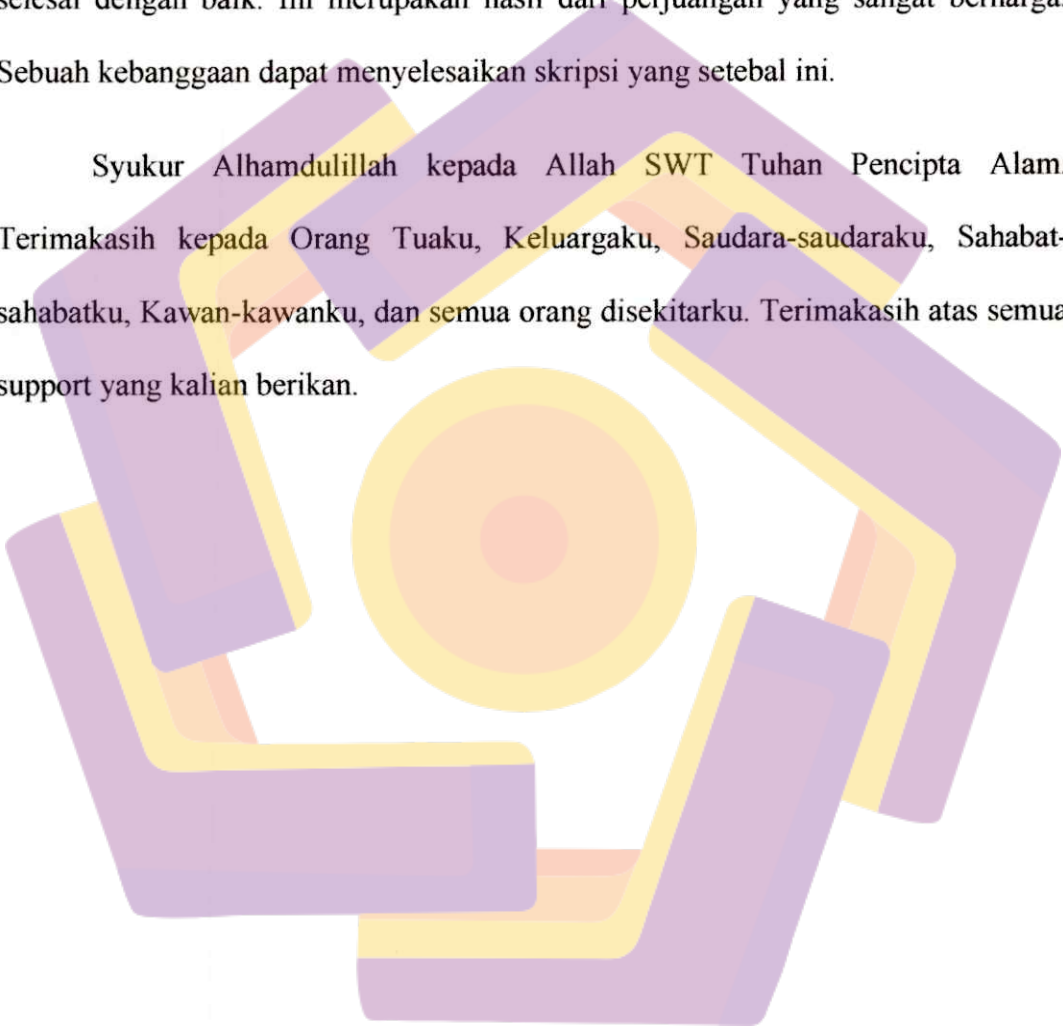 selesai dengan baik. Ini merupakan hasil dari perjuangan yang sangat berharga.
Sebuah kebanggaan dapat menyelesaikan skripsi yang setebal ini.
Syukur Alhamdulillah kepada Allah SWT Tuhan Pencipta Alam.
Terimakasih kepada Orang Tuaku, Keluargaku, Saudara-saudaraku, Sahabat-
sahabatku, Kawan-kawanku, dan semua orang disekitarku. Terimakasih atas semua
support yang kalian berikan.